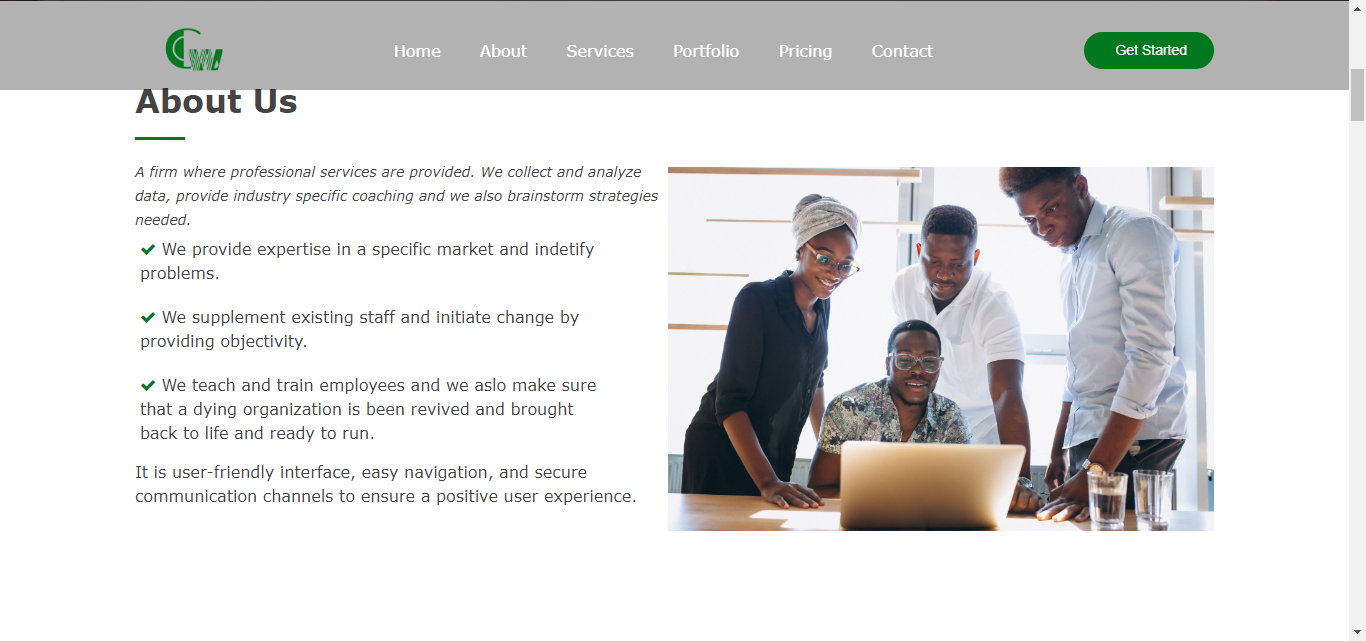 CWL
Home About Services Portfolio Pricing Contact Get Started
About Us
A firm where professional services are provided. We collect and analyze
data, provide industry specific coaching and we also brainstorm strategies
needed.
We provide expertise in a specific market and indetify
problems.
We supplement existing staff and initiate change by
providing objectivity.
We teach and train employees and we aslo make sure
that a dying organization is been revived and brought
back to life and ready to run.
It is user-friendly interface, easy navigation, and secure
communication channels to ensure a positive user experience.